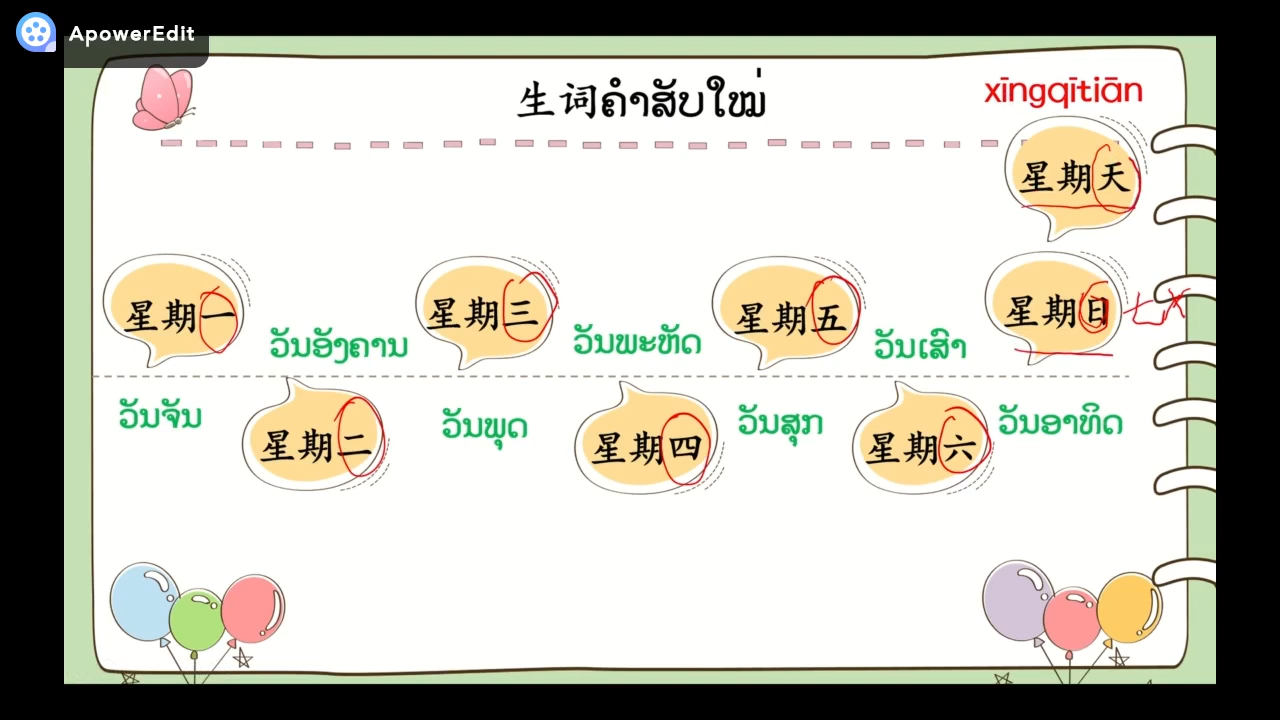 ApowerEdit
生词ຄຳສັບໃໝ່
xīngqītiān
星期天
星期一
星期三
星期五
星期日
七
ວັນອັງຄານ
ວັນພະຫັດ
ວັນເສົາ
ວັນຈັນ
ວັນພຸດ
ວັນສຸກ
ວັນອາທິດ
星期二
星期四
星期六